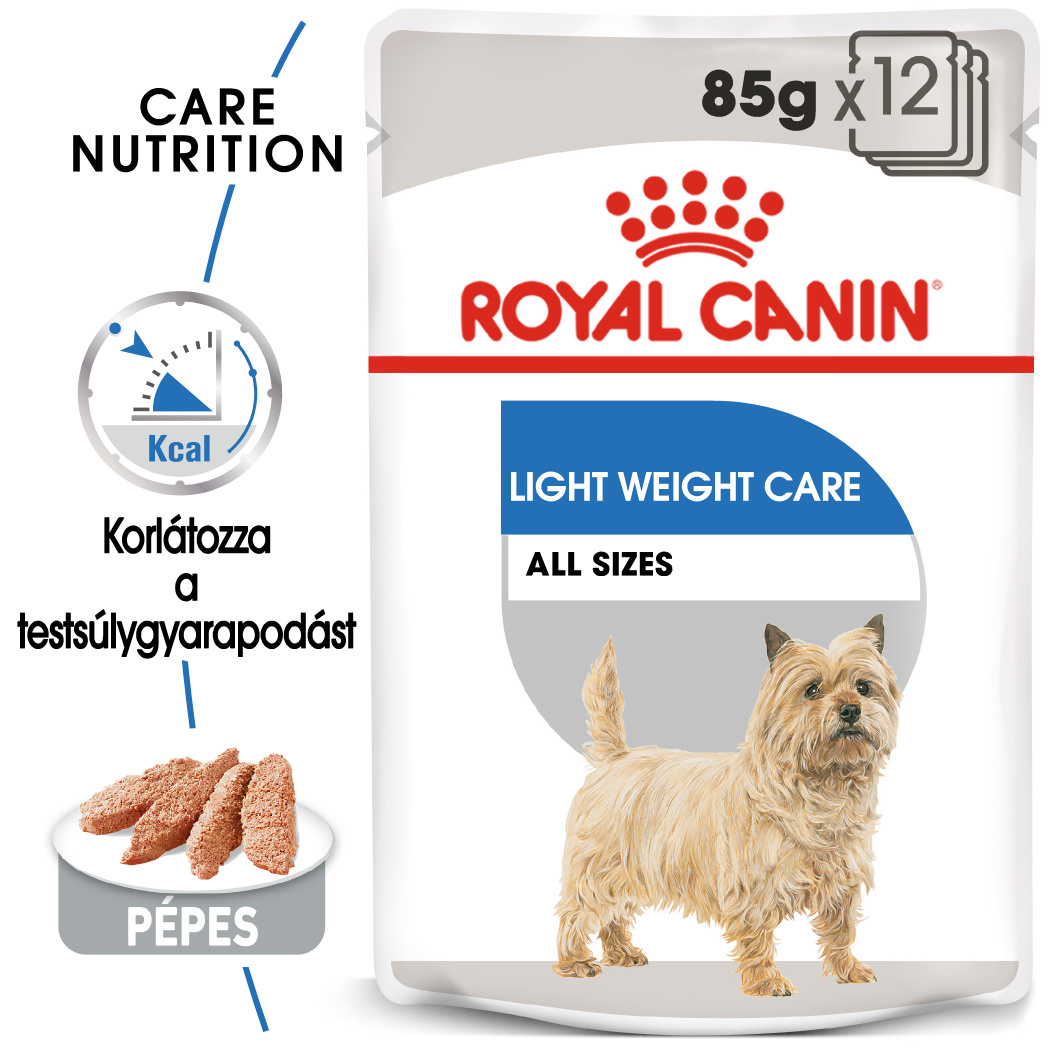 CARE
NUTRITION
Kcal
Korlátozza
a
testsúlygyarapodást
PÉPES
85g x12
ROYAL CANIN®
LIGHT WEIGHT CARE
ALL SIZES